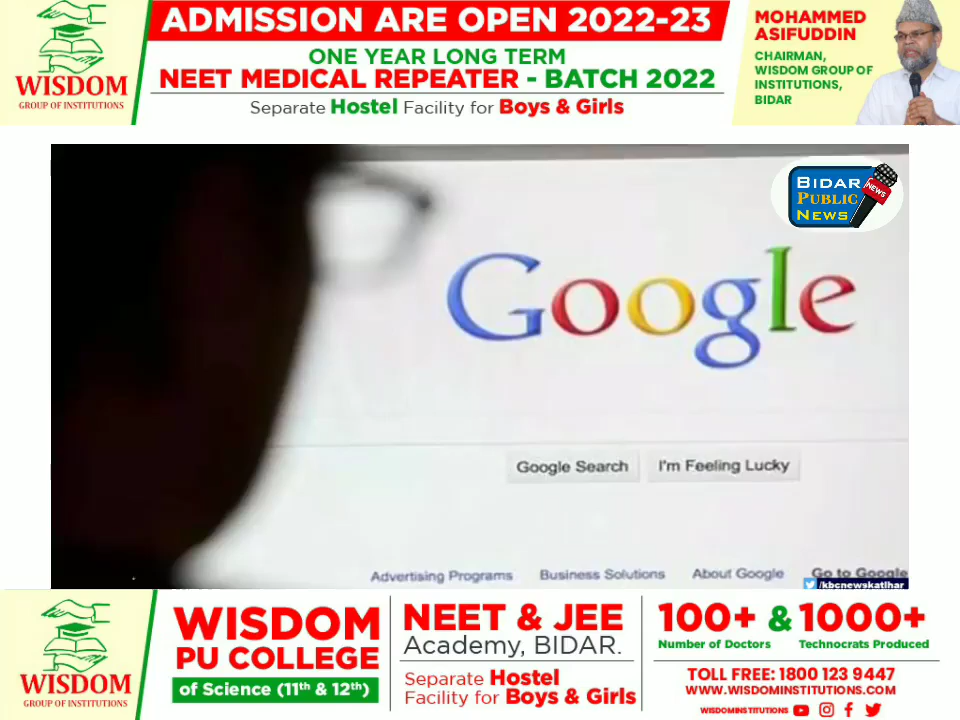 WISDOM
GROUP OF INSTITUTIONS
ADMISSION ARE OPEN 2022-23
ONE YEAR LONG TERM
NEET MEDICAL REPEATER - BATCH 2022
Separate Hostel Facility for Boys & Girls
MOHAMMED
ASIFUDDIN
CHAIRMAN,
WISDOM GROUP OF
INSTITUTIONS,
BIDAR
BIDAR
PUBLIC
NEWS
NEWS
Google
Google Search
I'm Feeling Lucky
Advertising Programs
Business Solutions
About Google
Go to Google
/kbcnewskatihar
WISDOM
GROUP OF INSTITUTIONS
WISDOM
PU COLLEGE
of Science (11th & 12th)
NEET & JEE
Academy, BIDAR.
Separate Hostel
Facility for Boys & Girls
100+ & 1000+
Number of Doctors
Technocrats Produced
TOLL FREE: 1800 123 9447
WWW.WISDOMINSTITUTIONS.COM
WISDOMINSTITUTIONS